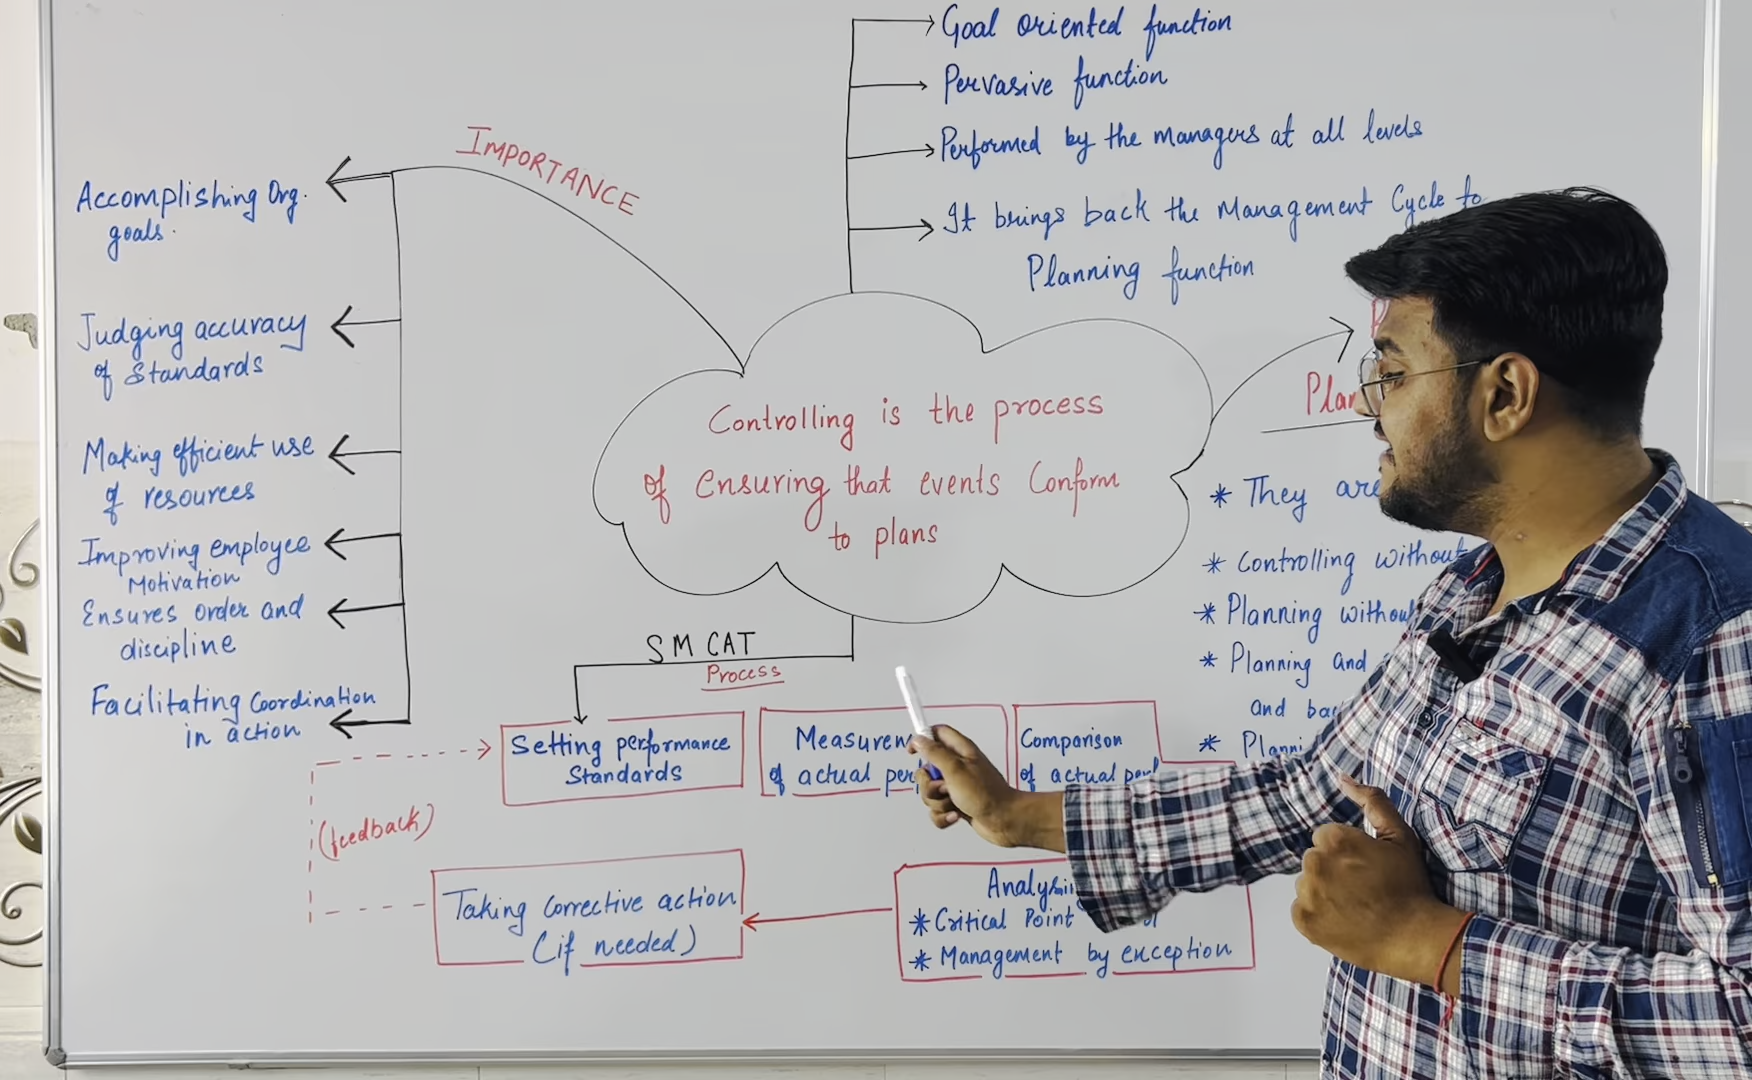 Goal oriented function
Pervasive function
Performed by the managers at all levels
It brings back the Management Cycle to
Planning function
IMPORTANCE
Accomplishing Org.
goals.
Judging accuracy
of Standards
Making efficient use
of resources
Improving employee
Motivation
Ensures order and
discipline
Facilitating Coordination
in action
Controlling is the process
of ensuring that events Conform
to plans
* They are
* Controlling without
* Planning without
* Planning and
and
*
SM CAT
Process
Setting performance
Standards
of actual
Comparison
of actual
(feedback)
Taking corrective action
(if needed)
* Critical Point
* Management by exception